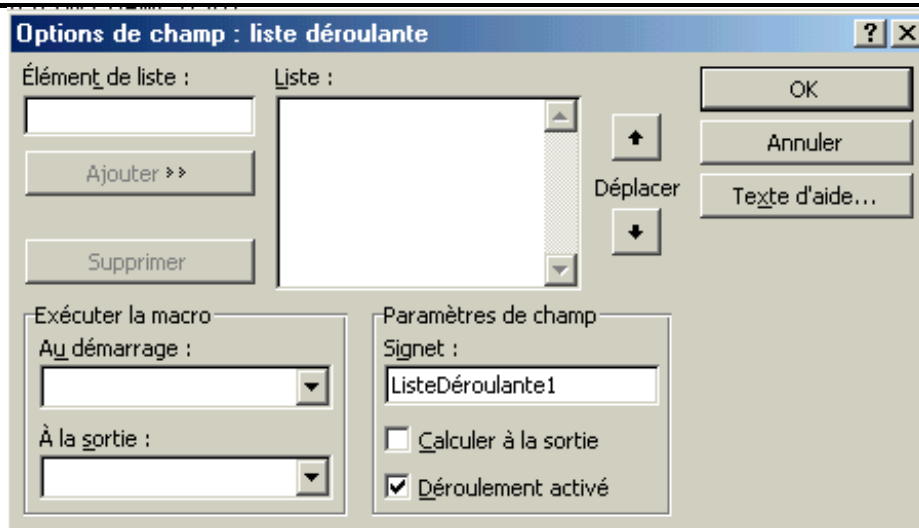 Options de champ : liste déroulante
Élément de liste :
Liste :
OK
Ajouter >>
Annuler
Déplacer
Texte d'aide...
Supprimer
Exécuter la macro
Paramètres de champ
Au démarrage :
Signet :
ListeDéroulante1
À la sortie :
Calculer à la sortie
Déroulement activé